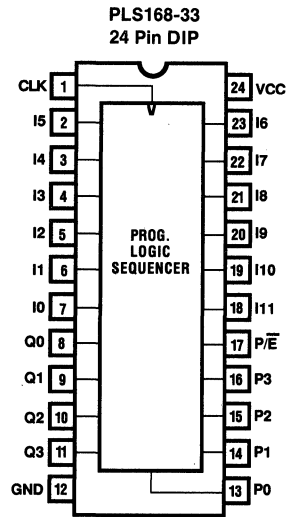 PLS168-33
24 Pin DIP
CLK 1 24 VCC
I5 2 23 I6
I4 3 22 I7
I3 4 21 I8
I2 5 20 I9
PROG.
LOGIC
SEQUENCER
I1 6 19 I10
I0 7 18 I11
Q0 8 17 P/E̅
Q1 9 16 P3
Q2 10 15 P2
Q3 11 14 P1
GND 12 13 P0